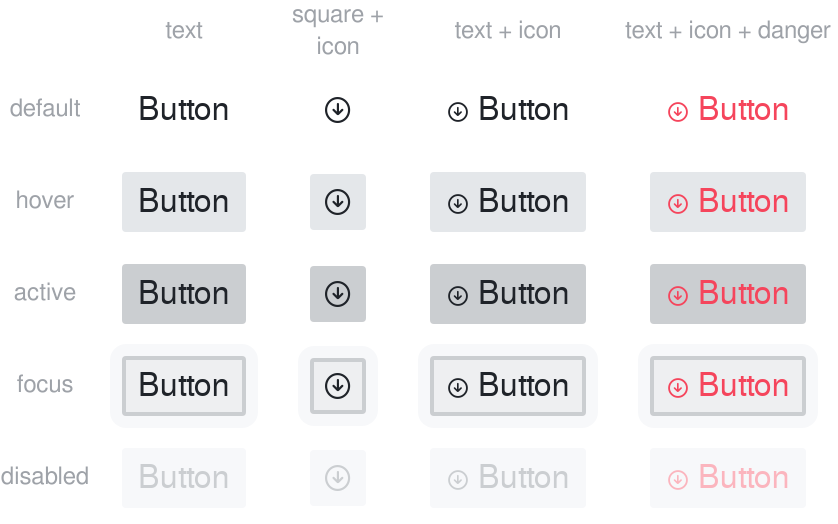 text
square +
icon
text + icon
text + icon + danger
default
Button
Button
Button
hover
Button
Button
Button
active
Button
Button
Button
focus
Button
Button
Button
disabled
Button
Button
Button